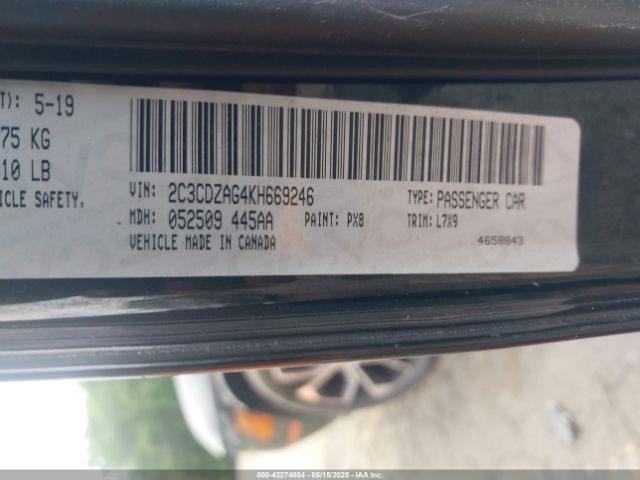 T): 5-19
75 KG
10 LB
HICLE SAFETY,
VIN: 2C3CDZAG4KH669246 TYPE: PASSENGER CAR
MDH: 052509 445AA PAINT: PX8 TRIM: L7X9
VEHICLE MADE IN CANADA 4658843
000-42274084 — 05/15/2025 — IAA Inc.